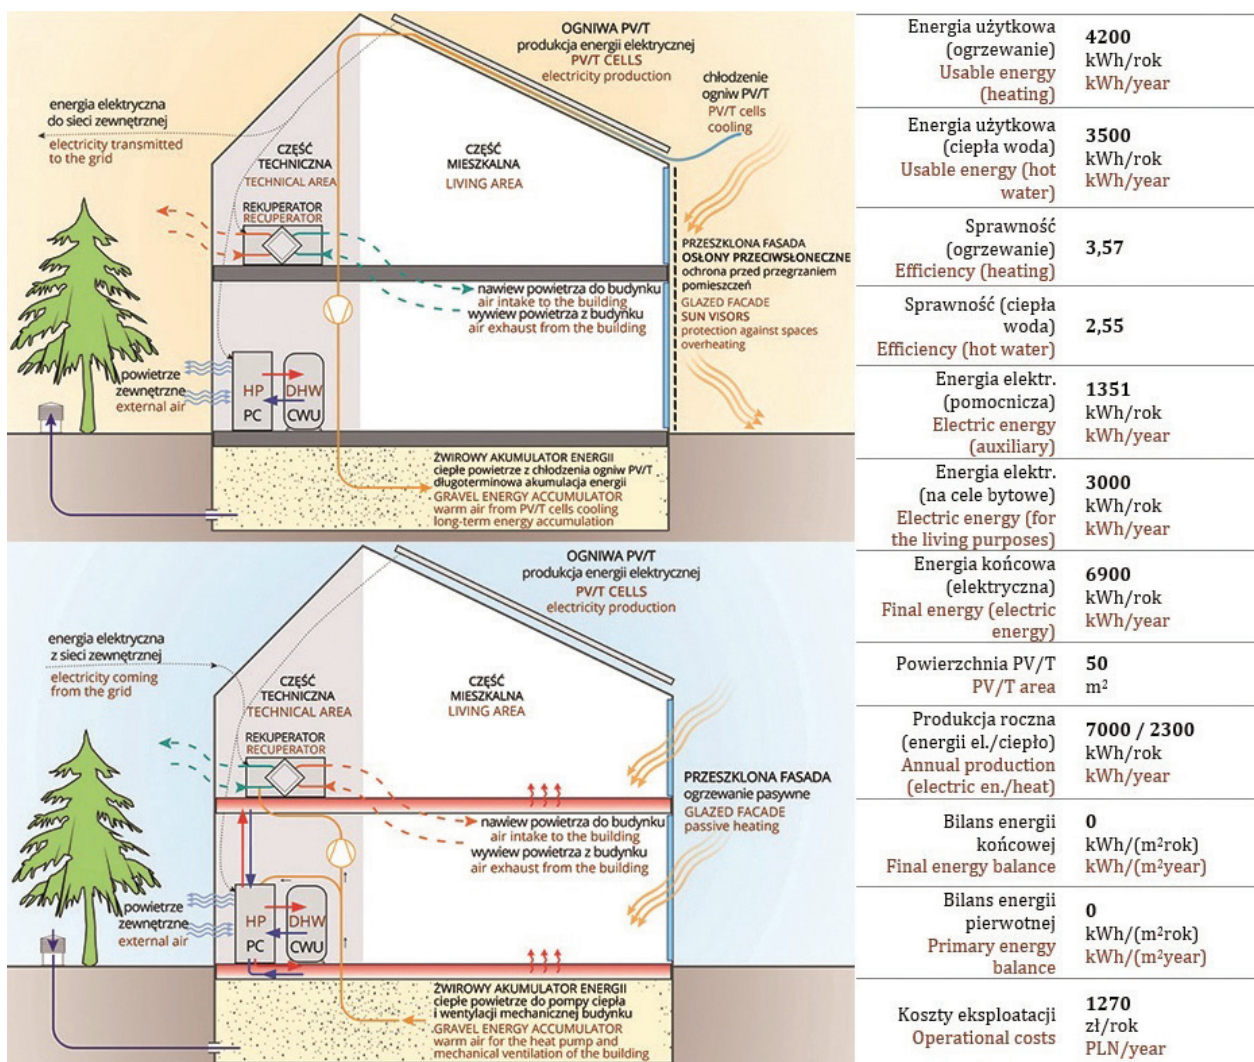 OGNIWA PV/T
produkcja energii elektrycznej
PV/T CELLS
electricity production
chłodzenie
ogniw PV/T
PV/T cells
cooling
energia elektryczna
do sieci zewnętrznej
electricity transmitted
to the grid
CZĘŚĆ
TECHNICZNA
TECHNICAL AREA
CZĘŚĆ
MIESZKALNA
LIVING AREA
REKUPERATOR
RECUPERATOR
PRZESZKLONA FASADA
OSŁONY PRZECIWSŁONECZNE
ochrona przed przegrzaniem
pomieszczeń
GLAZED FACADE
SUN VISORS
protection against spaces
overheating
nawiew powietrza do budynku
air intake to the building
wywiew powietrza z budynku
air exhaust from the building
powietrze
zewnętrzne
external air
HP
PC
DHW
CWU
ŻWIROWY AKUMULATOR ENERGII
ciepłe powietrze z chłodzenia ogniw PV/T
długoterminowa akumulacja energii
GRAVEL ENERGY ACCUMULATOR
warm air from PV/T cells cooling
long-term energy accumulation
OGNIWA PV/T
produkcja energii elektrycznej
PV/T CELLS
electricity production
energia elektryczna
z sieci zewnętrznej
electricity coming
from the grid
CZĘŚĆ
TECHNICZNA
TECHNICAL AREA
CZĘŚĆ
MIESZKALNA
LIVING AREA
REKUPERATOR
RECUPERATOR
PRZESZKLONA FASADA
ogrzewanie pasywne
GLAZED FACADE
passive heating
nawiew powietrza do budynku
air intake to the building
wywiew powietrza z budynku
air exhaust from the building
powietrze
zewnętrzne
external air
HP
PC
DHW
CWU
ŻWIROWY AKUMULATOR ENERGII
ciepłe powietrze do pompy ciepła
i wentylacji mechanicznej budynku
GRAVEL ENERGY ACCUMULATOR
warm air for the heat pump and
mechanical ventilation of the building
Energia użytkowa
(ogrzewanie)
Usable energy
(heating)
4200
kWh/rok
kWh/year
Energia użytkowa
(ciepła woda)
Usable energy (hot
water)
3500
kWh/rok
kWh/year
Sprawność
(ogrzewanie)
Efficiency (heating)
3,57
Sprawność (ciepła
woda)
Efficiency (hot water)
2,55
Energia elektr.
(pomocnicza)
Electric energy
(auxiliary)
1351
kWh/rok
kWh/year
Energia elektr.
(na cele bytowe)
Electric energy (for
the living purposes)
3000
kWh/rok
kWh/year
Energia końcowa
(elektryczna)
Final energy (electric
energy)
6900
kWh/rok
kWh/year
Powierzchnia PV/T
PV/T area
50
m²
Produkcja roczna
(energii el./ciepło)
Annual production
(electric en./heat)
7000 / 2300
kWh/rok
kWh/year
Bilans energii
końcowej
Final energy balance
0
kWh/(m²rok)
kWh/(m²year)
Bilans energii
pierwotnej
Primary energy
balance
0
kWh/(m²rok)
kWh/(m²year)
Koszty eksploatacji
Operational costs
1270
zł/rok
PLN/year